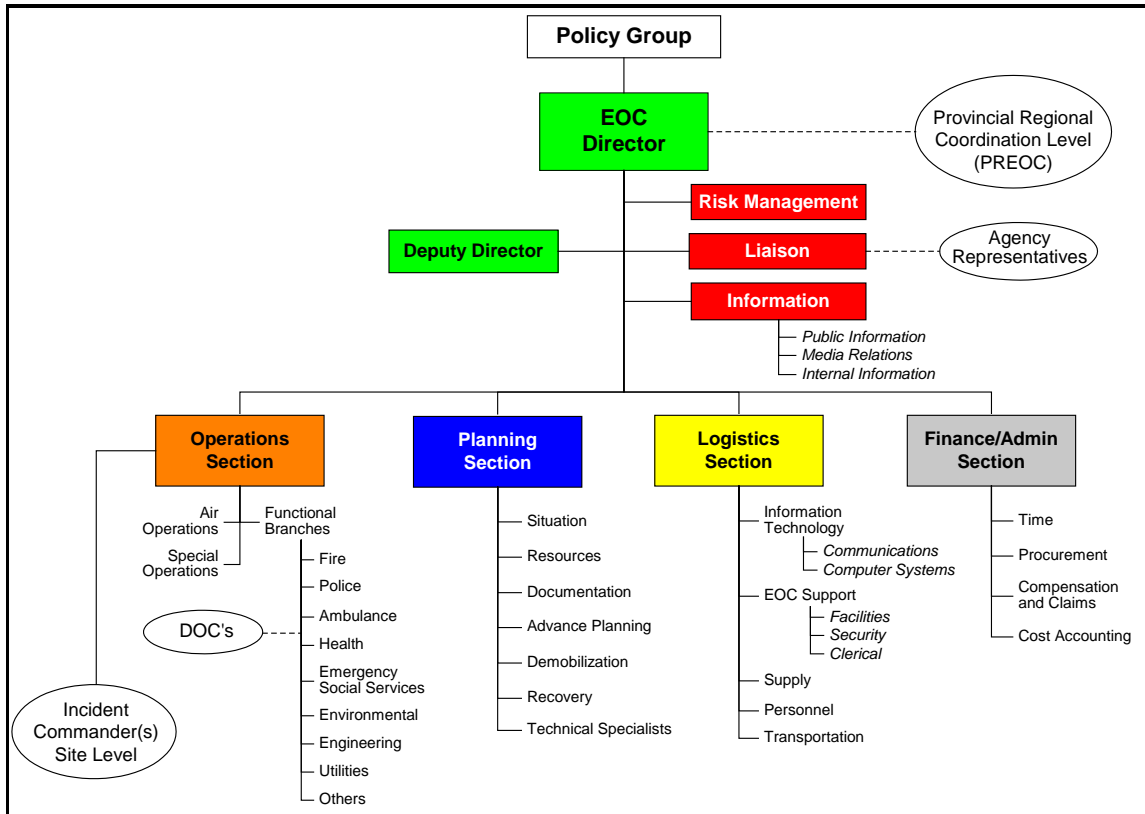 Policy Group
EOC
Director
Provincial Regional
Coordination Level
(PREOC)
Risk Management
Deputy Director
Liaison
Agency
Representatives
Information
Public Information
Media Relations
Internal Information
Operations
Section
Planning
Section
Logistics
Section
Finance/Admin
Section
Air
Operations
Special
Operations
Functional
Branches
Fire
Police
Ambulance
Health
Emergency
Social Services
Environmental
Engineering
Utilities
Others
DOC's
Incident
Commander(s)
Site Level
Situation
Resources
Documentation
Advance Planning
Demobilization
Recovery
Technical Specialists
Information
Technology
Communications
Computer Systems
EOC Support
Facilities
Security
Clerical
Supply
Personnel
Transportation
Time
Procurement
Compensation
and Claims
Cost Accounting